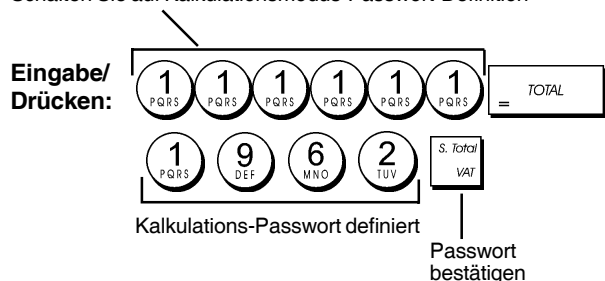 Schalten Sie auf Kalkulationsmodus-Passwort-Definition
Eingabe/
Drücken:
1 1 1 1 1 1 TOTAL
PQRS PQRS PQRS PQRS PQRS PQRS =
1 9 6 2 S. Total
PQRS DEF MNO TUV VAT
Kalkulations-Passwort definiert
Passwort
bestätigen